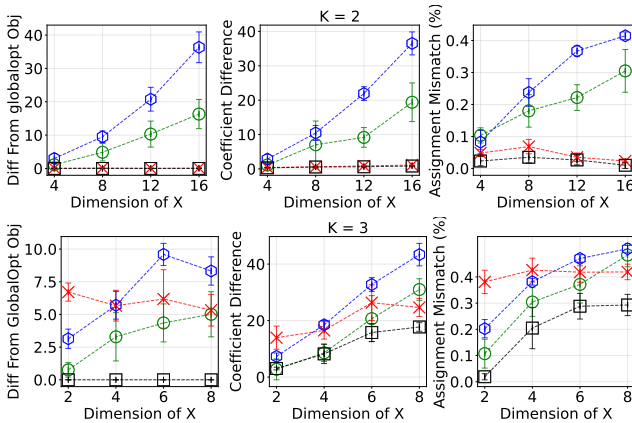 K = 2
Diff From globalopt Obj
40
30
20
10
0
4 8 12 16
Dimension of X
Coefficient Difference
40
30
20
10
0
4 8 12 16
Dimension of X
Assignment Mismatch (%)
0.4
0.3
0.2
0.1
0.0
4 8 12 16
Dimension of X
K = 3
Diff From GlobalOpt Obj
10.0
7.5
5.0
2.5
0.0
2 4 6 8
Dimension of X
Coefficient Difference
40
20
0
2 4 6 8
Dimension of X
Assignment Mismatch (%)
0.4
0.3
0.2
0.1
0.0
2 4 6 8
Dimension of X